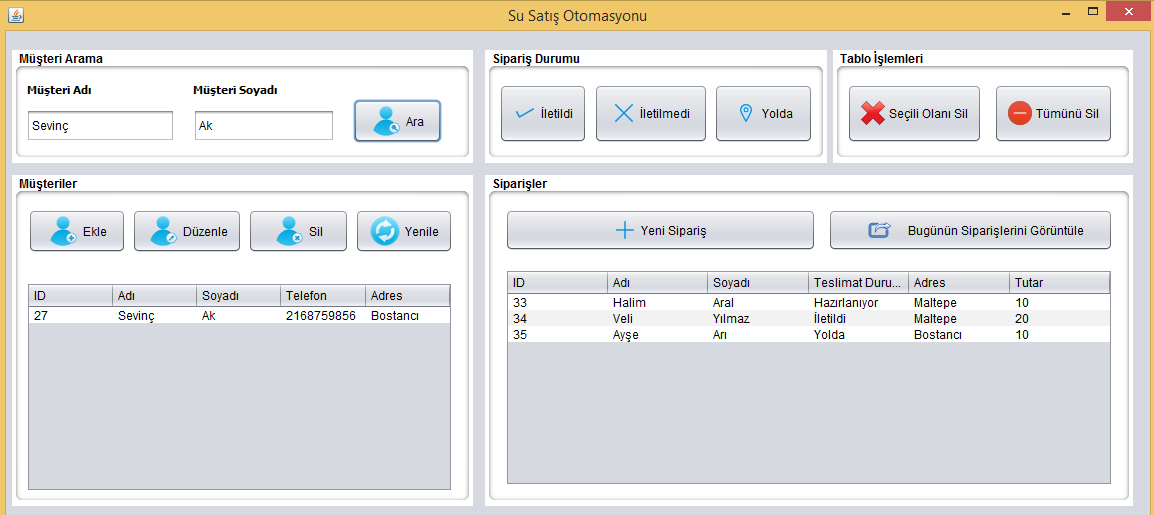 Su Satış Otomasyonu
Müşteri Arama
Müşteri Adı
Müşteri Soyadı
Sevinç
Ak
Ara
Sipariş Durumu
İletildi
İletilmedi
Yolda
Tablo İşlemleri
Seçili Olanı Sil
Tümünü Sil
Müşteriler
Ekle
Düzenle
Sil
Yenile
ID Adı Soyadı Telefon Adres
27 Sevinç Ak 2168759856 Bostancı
Siparişler
Yeni Sipariş
Bugünün Siparişlerini Görüntüle
ID Adı Soyadı Teslimat Duru... Adres Tutar
33 Halim Aral Hazırlanıyor Maltepe 10
34 Veli Yılmaz İletildi Maltepe 20
35 Ayşe Arı Yolda Bostancı 10